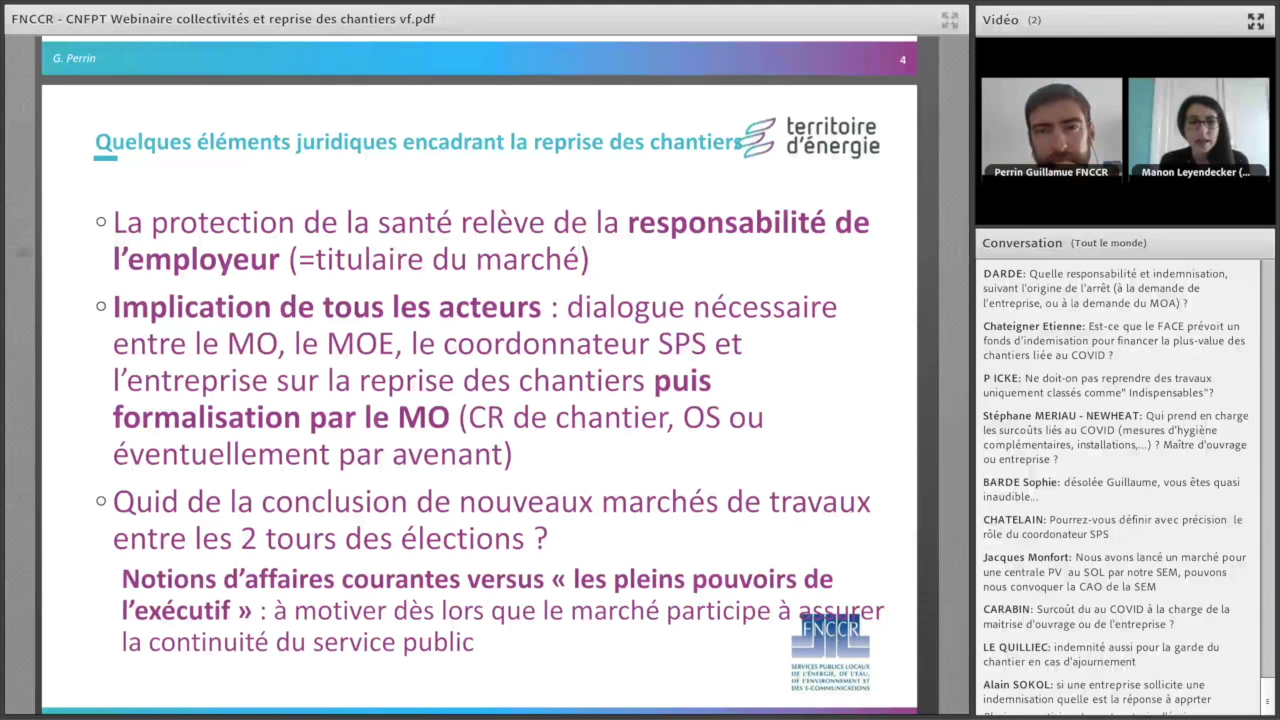 FNCCR - CNFPT Webinaire collectivités et reprise des chantiers vf.pdf
G. Perrin
4
Quelques éléments juridiques encadrant la reprise des chantiers
territoire
d'énergie
La protection de la santé relève de la responsabilité de
l'employeur (=titulaire du marché)
Implication de tous les acteurs : dialogue nécessaire
entre le MO, le MOE, le coordonnateur SPS et
l'entreprise sur la reprise des chantiers puis
formalisation par le MO (CR de chantier, OS ou
éventuellement par avenant)
Quid de la conclusion de nouveaux marchés de travaux
entre les 2 tours des élections ?
Notions d'affaires courantes versus « les pleins pouvoirs de
l'exécutif » : à motiver dès lors que le marché participe à assurer
la continuité du service public
FNCCR
SERVICES PUBLICS LOCAUX
DE L'ÉNERGIE, DE L'EAU,
DE L'ENVIRONNEMENT ET
DES E-COMMUNICATIONS
Vidéo (2)
Perrin Guillamue FNCCR
Manon Leyendecker (...
Conversation (Tout le monde)
DARDE: Quelle responsabilité et indemnisation,
suivant l'origine de l'arrêt (à la demande de
l'entreprise, ou à la demande du MOA) ?
Chateigner Etienne: Est-ce que le FACE prévoit un
fonds d'indemisation pour financer la plus-value des
chantiers liée au COVID ?
P ICKE: Ne doit-on pas reprendre des travaux
uniquement classés comme" Indispensables"?
Stéphane MERIAU - NEWHEAT: Qui prend en charge
les surcoûts liés au COVID (mesures d'hygiène
complémentaires, installations,...) ? Maître d'ouvrage
ou entreprise ?
BARDE Sophie: désolée Guillaume, vous êtes quasi
inaudible...
CHATELAIN: Pourrez-vous définir avec précision le
rôle du coordonateur SPS
Jacques Monfort: Nous avons lancé un marché pour
une centrale PV au SOL par notre SEM, pouvons
nous convoquer la CAO de la SEM
CARABIN: Surcoût du au COVID à la charge de la
maitrise d'ouvrage ou de l'entreprise ?
LE QUILLIEC: indemnité aussi pour la garde du
chantier en cas d'ajournement
Alain SOKOL: si une entreprise sollicite une
indemnisation quelle est la réponse à apprter